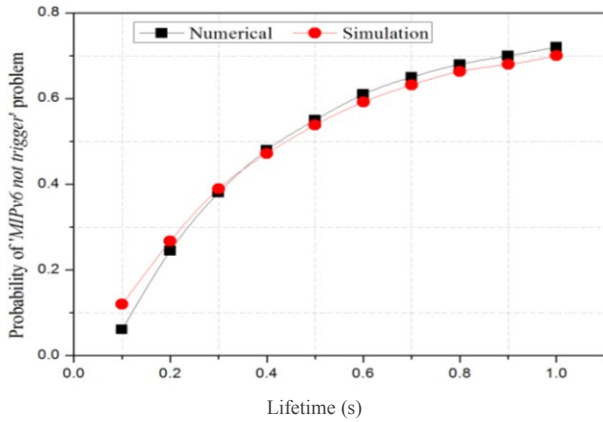 0.8
Numerical
Simulation
0.6
0.4
0.2
0.0
Probability of 'MIPv6 not trigger' problem
0.0 0.2 0.4 0.6 0.8 1.0
Lifetime (s)